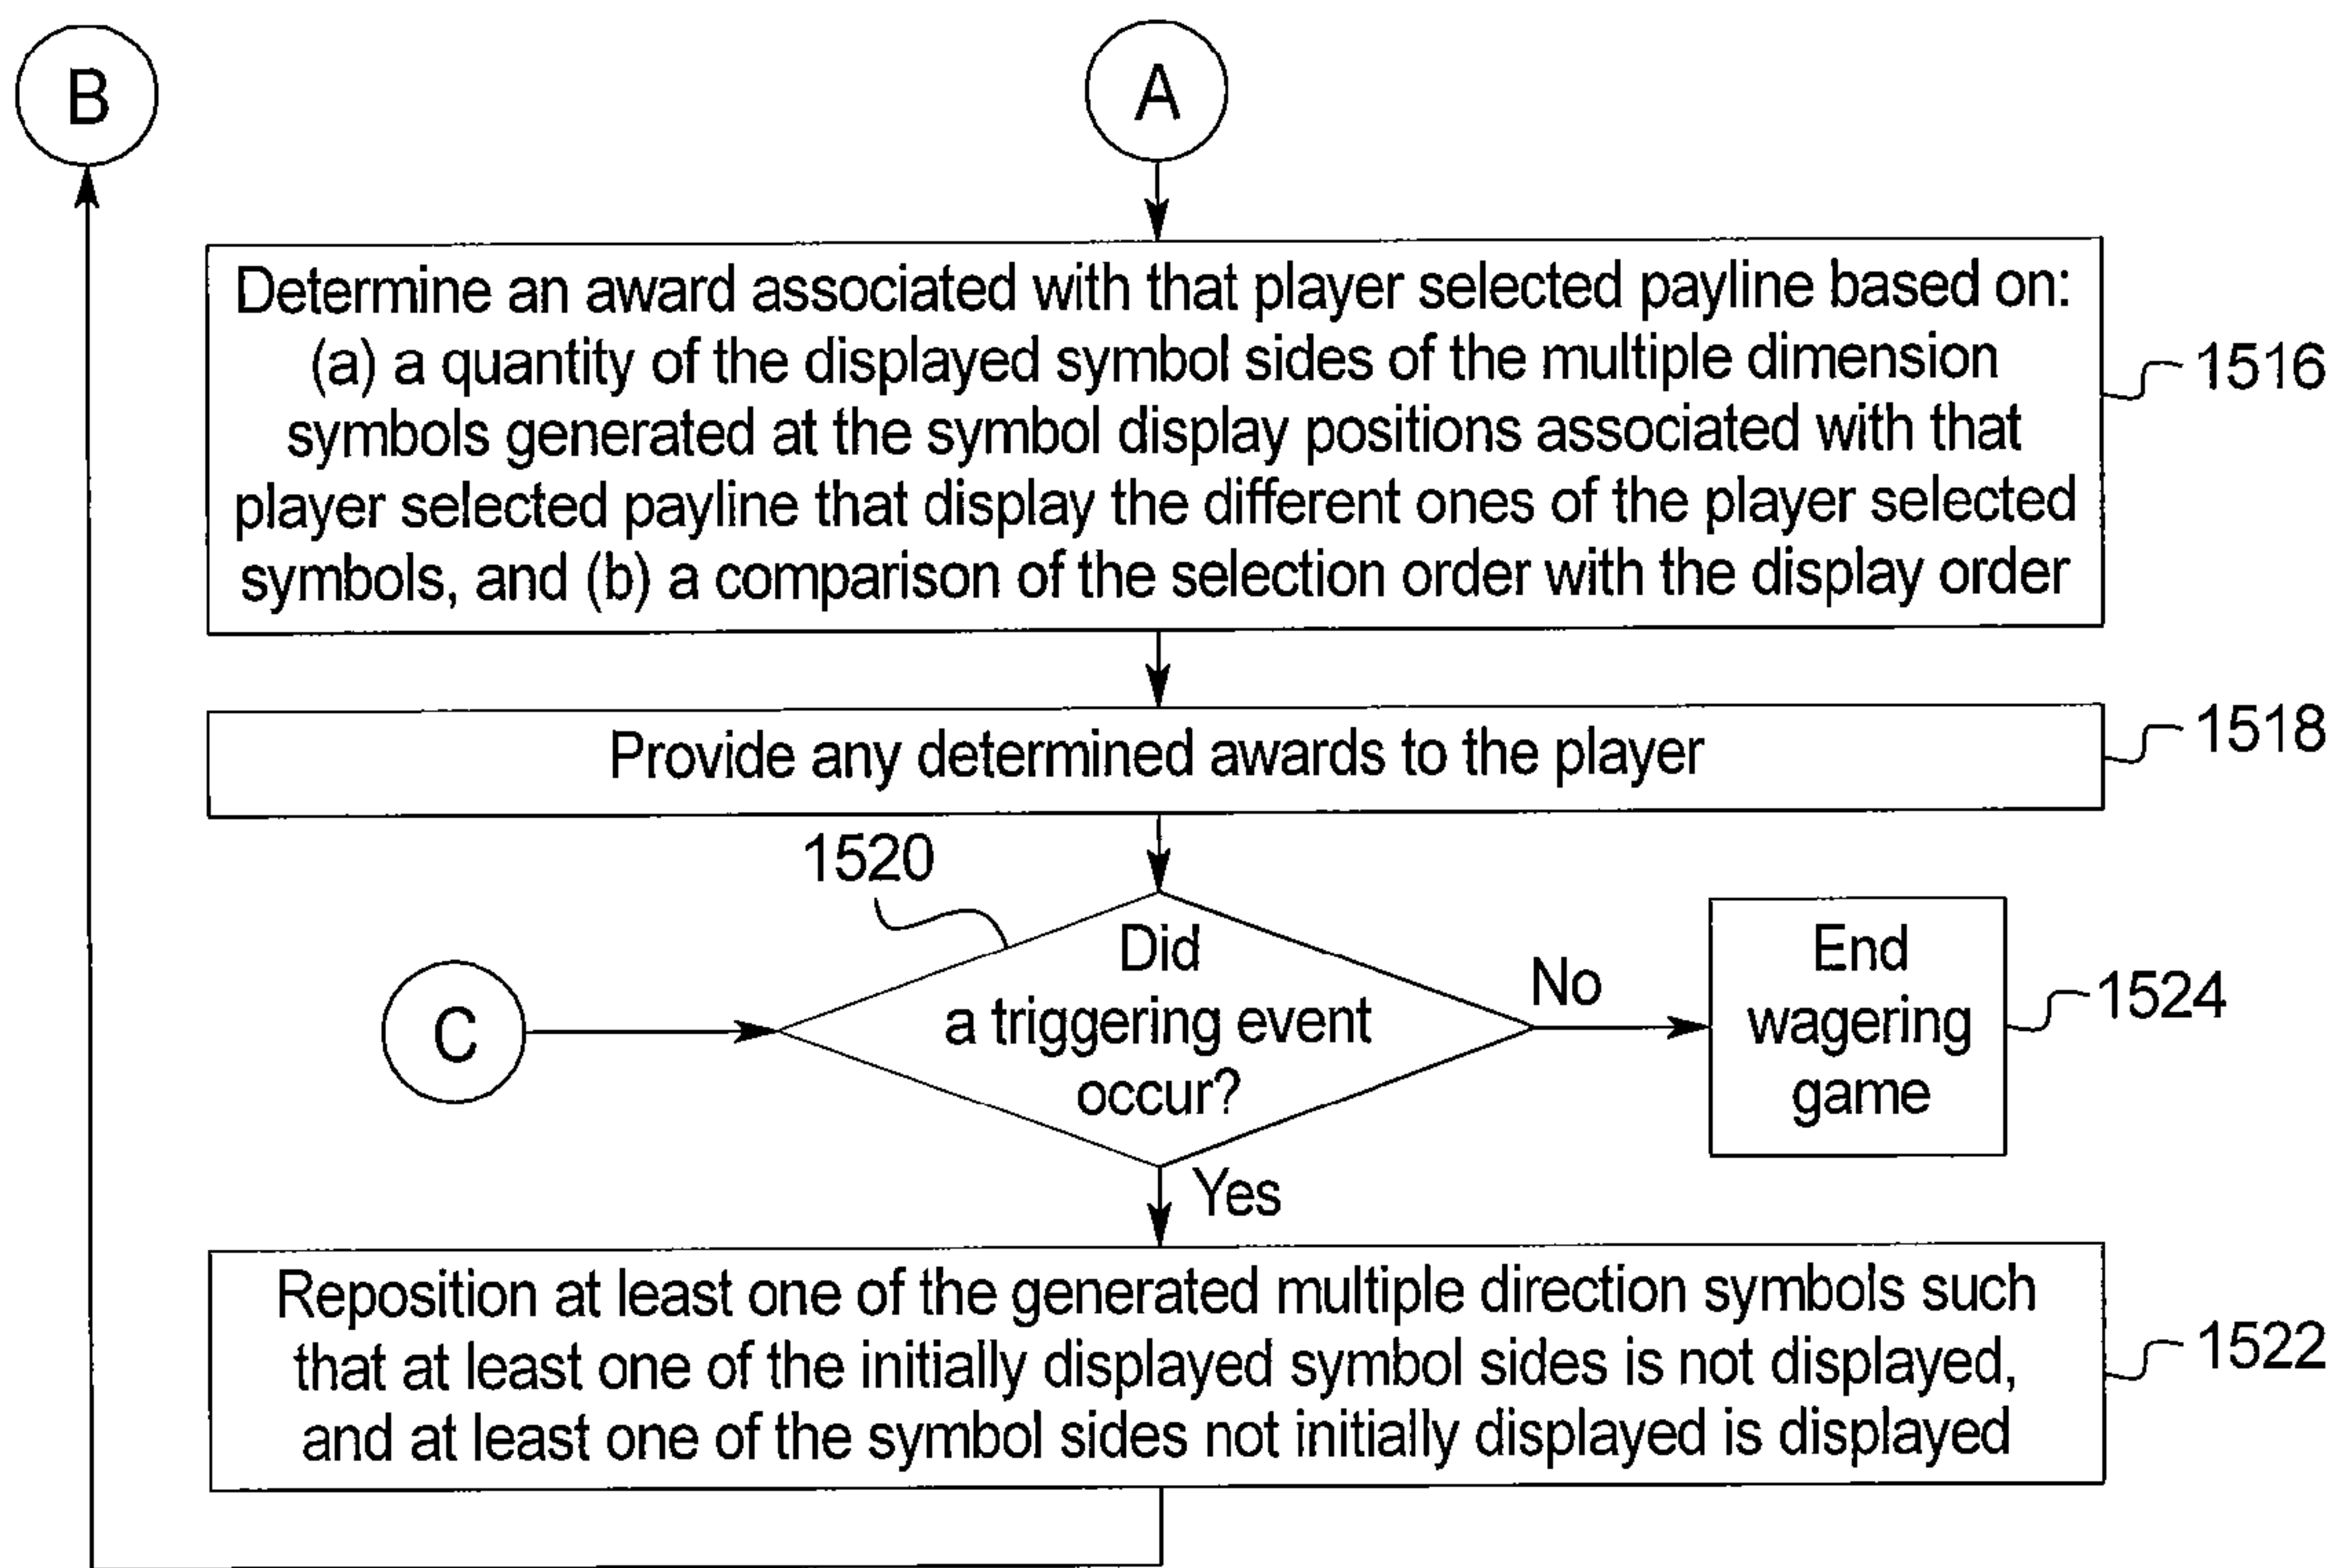 B
A
Determine an award associated with that player selected payline based on:
(a) a quantity of the displayed symbol sides of the multiple dimension
symbols generated at the symbol display positions associated with that
player selected payline that display the different ones of the player selected
symbols, and (b) a comparison of the selection order with the display order
1516
Provide any determined awards to the player
1518
1520
Did
a triggering event
occur?
C
No
End
wagering
game
1524
Yes
Reposition at least one of the generated multiple direction symbols such
that at least one of the initially displayed symbol sides is not displayed,
and at least one of the symbol sides not initially displayed is displayed
1522